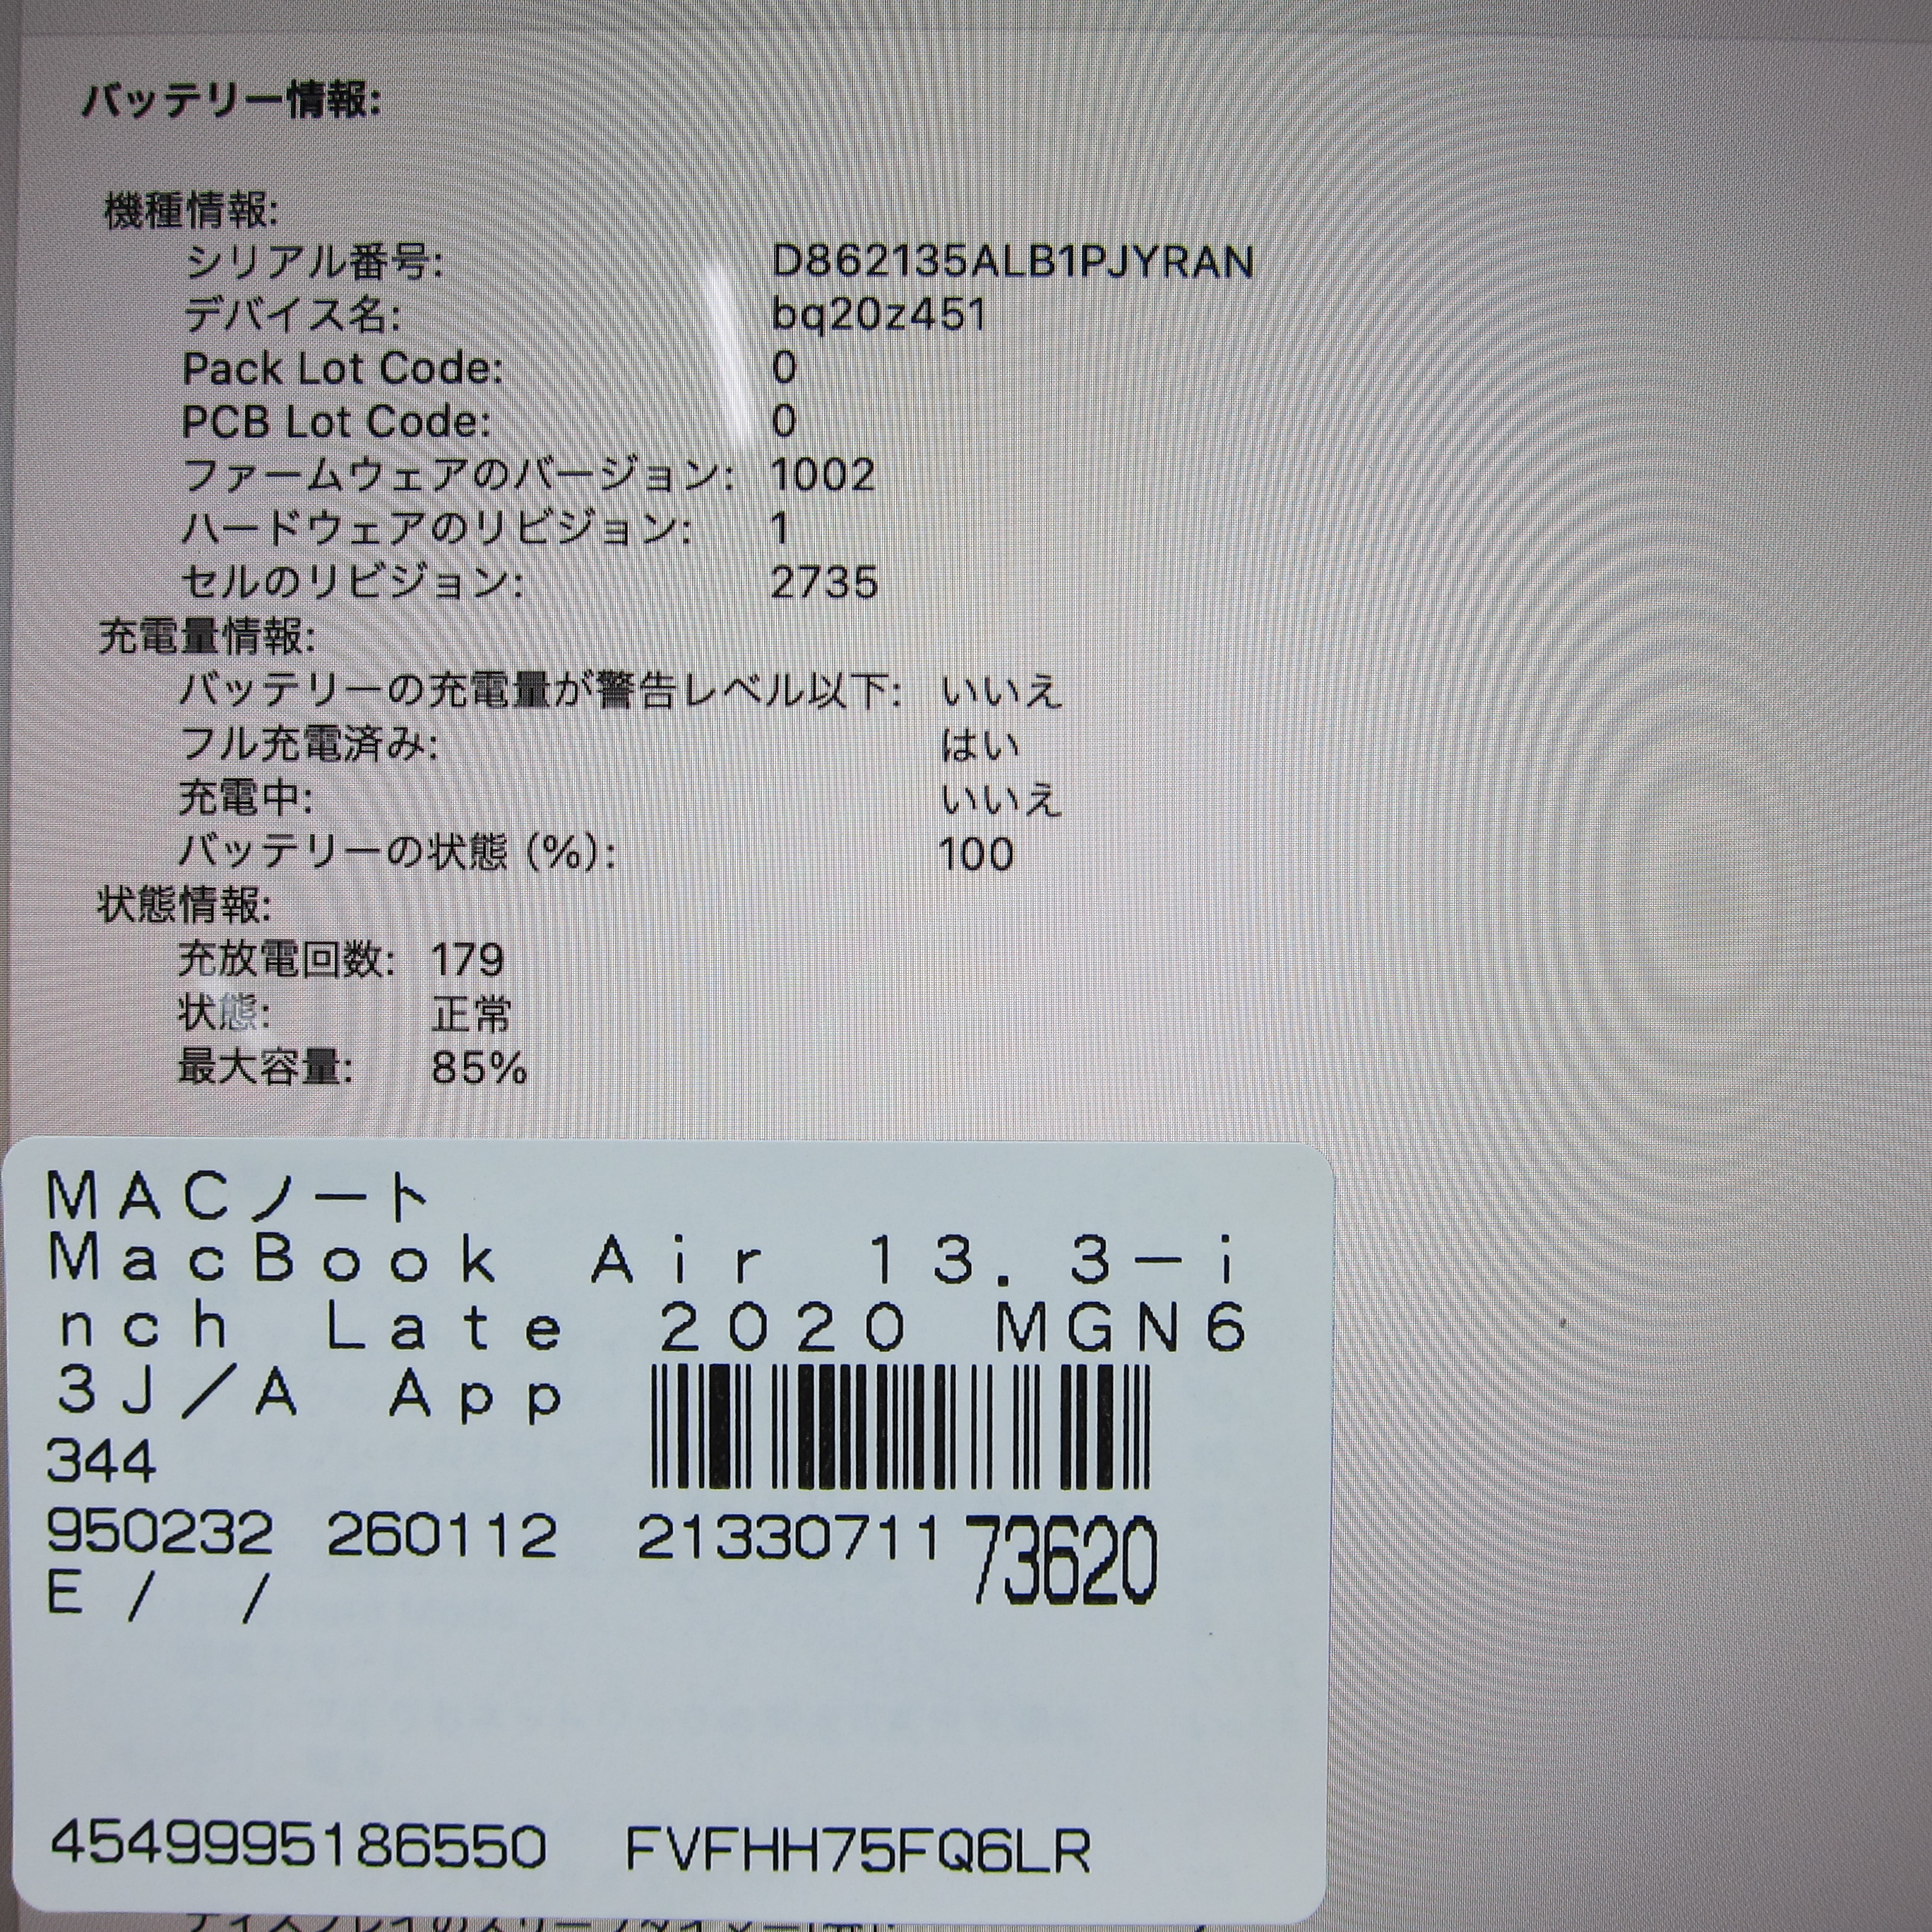 バッテリー情報:
機種情報:
シリアル番号: D862135ALB1PJYRAN
デバイス名: bq20z451
Pack Lot Code: 0
PCB Lot Code: 0
ファームウェアのバージョン: 1002
ハードウェアのリビジョン: 1
セルのリビジョン: 2735
充電量情報:
バッテリーの充電量が警告レベル以下: いいえ
フル充電済み: はい
充電中: いいえ
バッテリーの状態 (%): 100
状態情報:
充放電回数: 179
状態: 正常
最大容量: 85%
MACノート
MacBook Air 13.3-i
nch Late 2020 MGN6
3J/A App
344
950232 260112 21330711 73620
E / /
4549995186550 FVFHH75FQ6LR